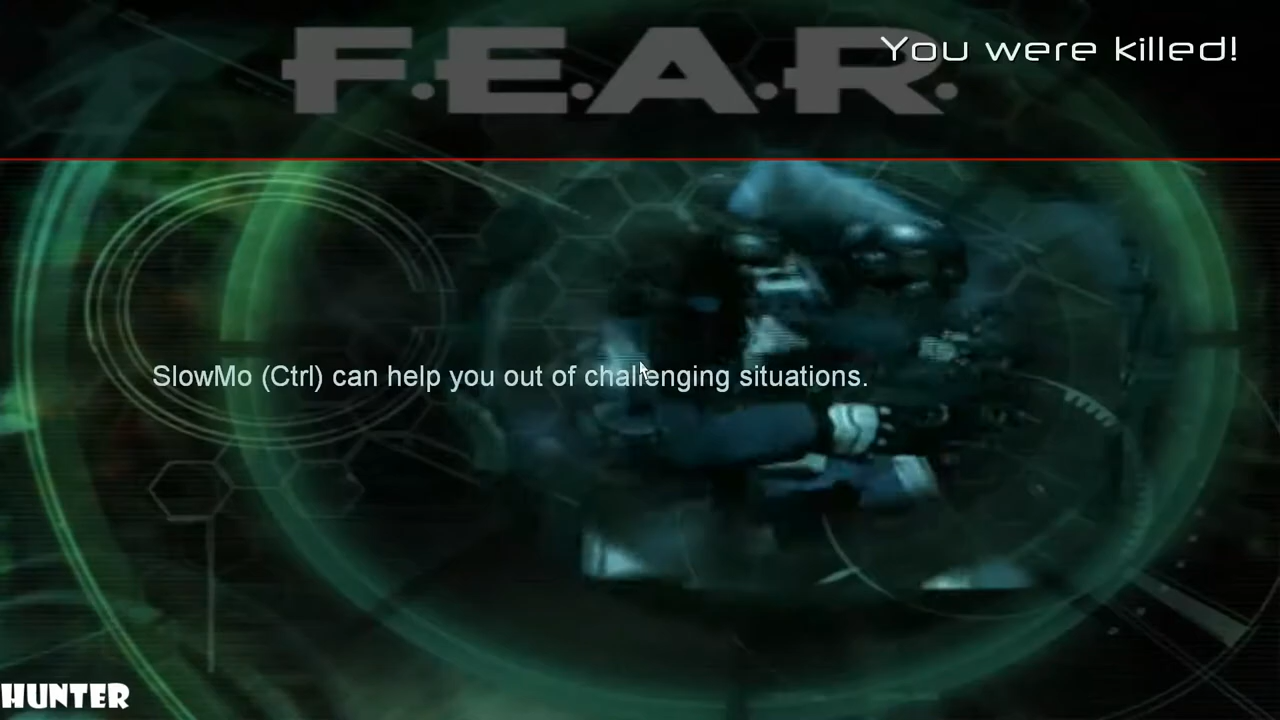 F.E.A.R.
You were killed!
SlowMo (Ctrl) can help you out of challenging situations.
HUNTER